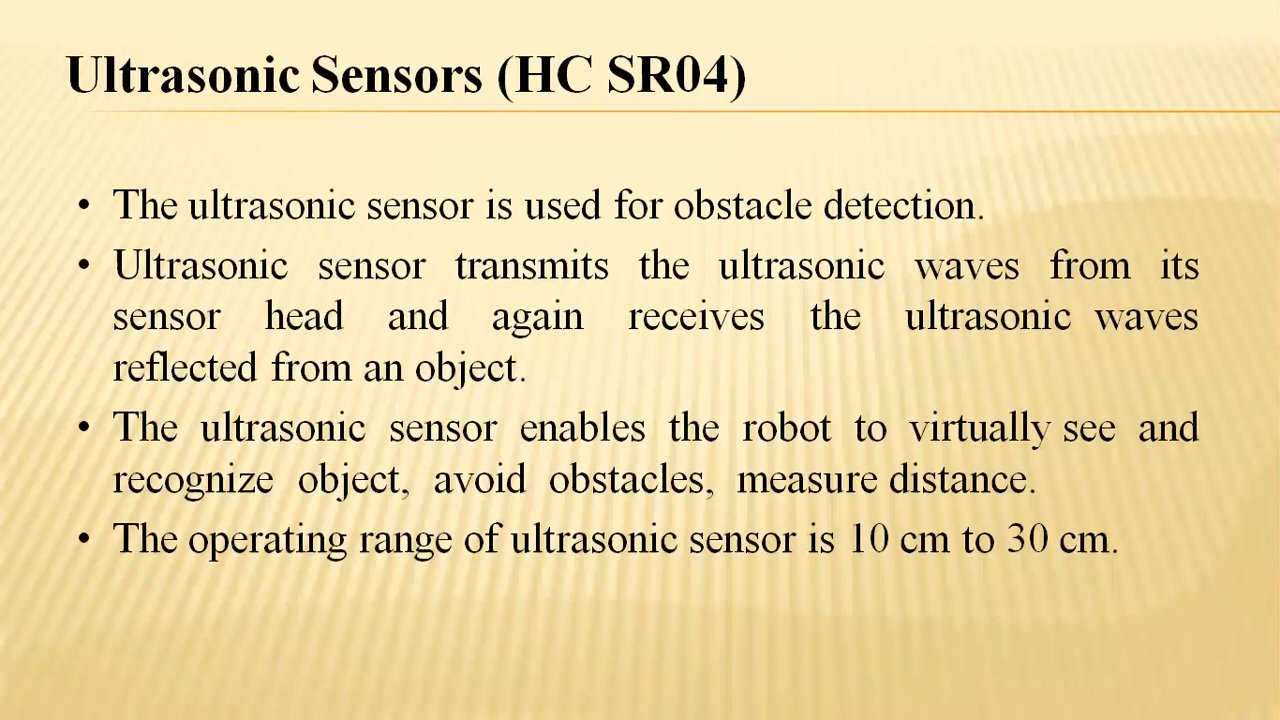 Ultrasonic Sensors (HC SR04)
• The ultrasonic sensor is used for obstacle detection.
• Ultrasonic sensor transmits the ultrasonic waves from its
sensor head and again receives the ultrasonic waves
reflected from an object.
• The ultrasonic sensor enables the robot to virtually see and
recognize object, avoid obstacles, measure distance.
• The operating range of ultrasonic sensor is 10 cm to 30 cm.